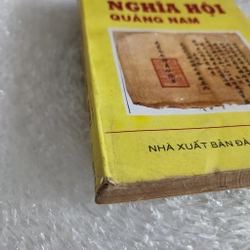 NGHĨA HỘI
QUẢNG NAM
NHÀ XUẤT BẢN ĐÀ